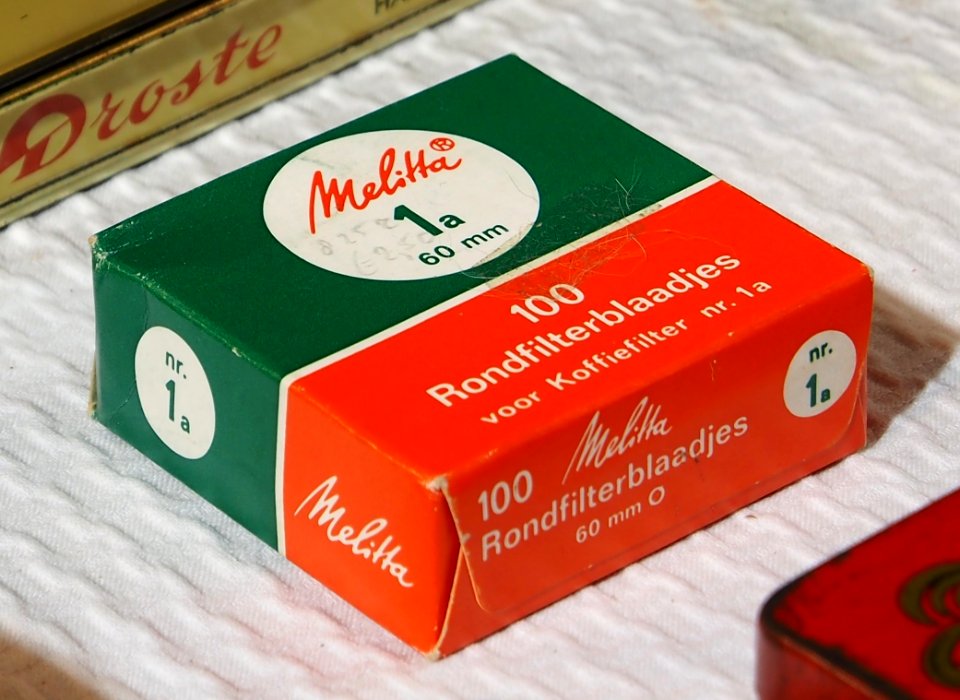 Droste
Melitta®
1a
60 mm
100
Rondfilterblaadjes
voor Koffiefilter nr. 1a
nr.
1a
Melitta
100 Melitta
Rondfilterblaadjes
60 mm O
nr.
1a